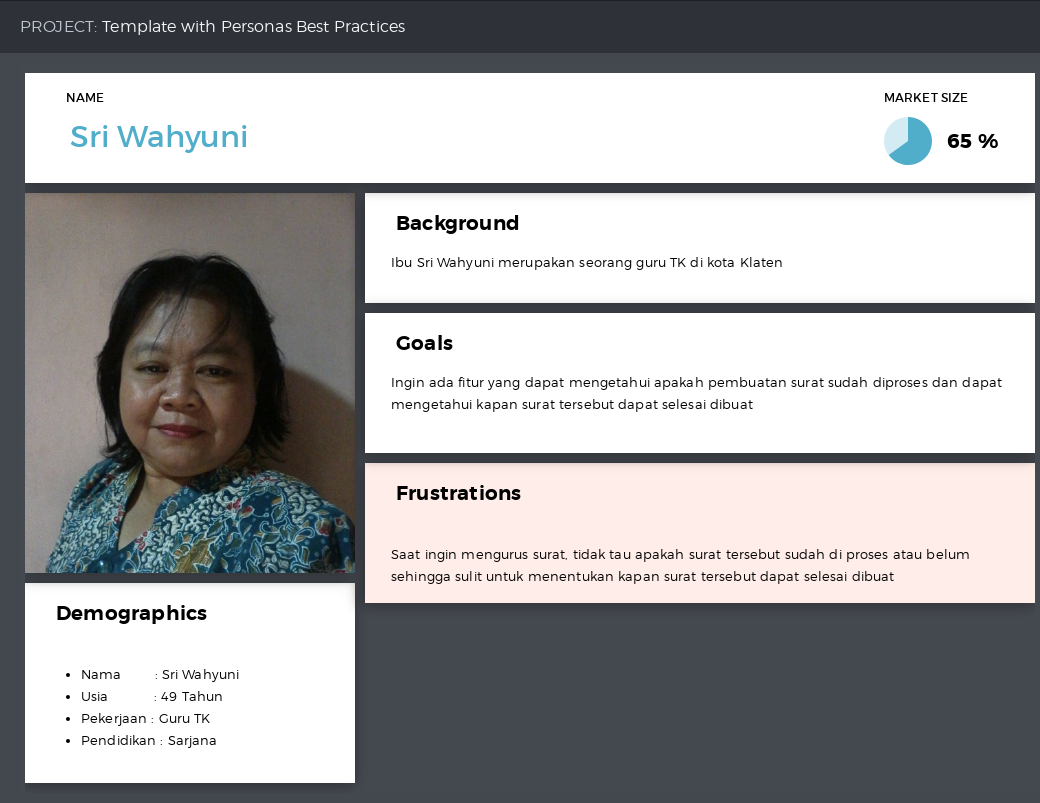 PROJECT: Template with Personas Best Practices
NAME
Sri Wahyuni
MARKET SIZE
65 %
Background
Ibu Sri Wahyuni merupakan seorang guru TK di kota Klaten
Goals
Ingin ada fitur yang dapat mengetahui apakah pembuatan surat sudah diproses dan dapat
mengetahui kapan surat tersebut dapat selesai dibuat
Frustrations
Saat ingin mengurus surat, tidak tau apakah surat tersebut sudah di proses atau belum
sehingga sulit untuk menentukan kapan surat tersebut dapat selesai dibuat
Demographics
• Nama : Sri Wahyuni
• Usia : 49 Tahun
• Pekerjaan : Guru TK
• Pendidikan : Sarjana